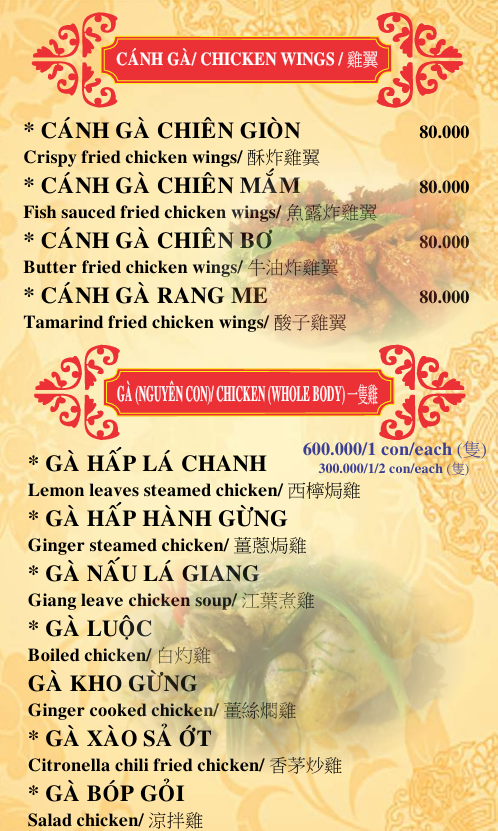 CÁNH GÀ/ CHICKEN WINGS / 雞翼
* CÁNH GÀ CHIÊN GIÒN 80.000
Crispy fried chicken wings/ 酥炸雞翼
* CÁNH GÀ CHIÊN MẮM 80.000
Fish sauced fried chicken wings/ 魚露炸雞翼
* CÁNH GÀ CHIÊN BƠ 80.000
Butter fried chicken wings/ 牛油炸雞翼
* CÁNH GÀ RANG ME 80.000
Tamarind fried chicken wings/ 酸子雞翼
GÀ (NGUYÊN CON)/ CHICKEN (WHOLE BODY) 一隻雞
600.000/1 con/each (隻)
300.000/1/2 con/each (隻)
* GÀ HẤP LÁ CHANH
Lemon leaves steamed chicken/ 西檸焗雞
* GÀ HẤP HÀNH GỪNG
Ginger steamed chicken/ 薑蔥焗雞
* GÀ NẤU LÁ GIANG
Giang leave chicken soup/ 江葉煮雞
* GÀ LUỘC
Boiled chicken/ 白灼雞
GÀ KHO GỪNG
Ginger cooked chicken/ 薑絲燜雞
* GÀ XÀO SẢ ỚT
Citronella chili fried chicken/ 香茅炒雞
* GÀ BÓP GỎI
Salad chicken/ 涼拌雞